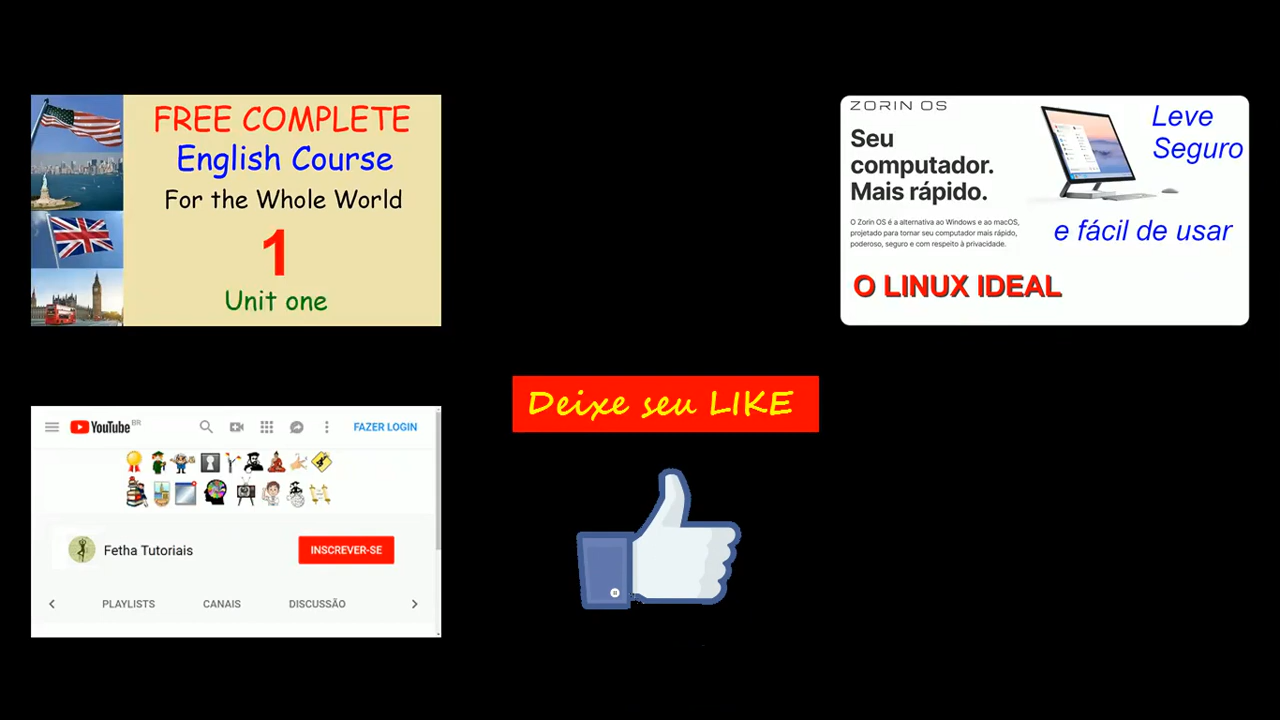 FREE COMPLETE
English Course
For the Whole World
1
Unit one
ZORIN OS
Seu
computador.
Mais rápido.
O Zorin OS é a alternativa ao Windows e ao macOS,
projetado para tornar seu computador mais rápido,
poderoso, seguro e com respeito à privacidade.
Leve
Seguro
e fácil de usar
O LINUX IDEAL
Deixe seu LIKE
YouTube BR
FAZER LOGIN
Fetha Tutoriais
INSCREVER-SE
PLAYLISTS CANAIS DISCUSSÃO